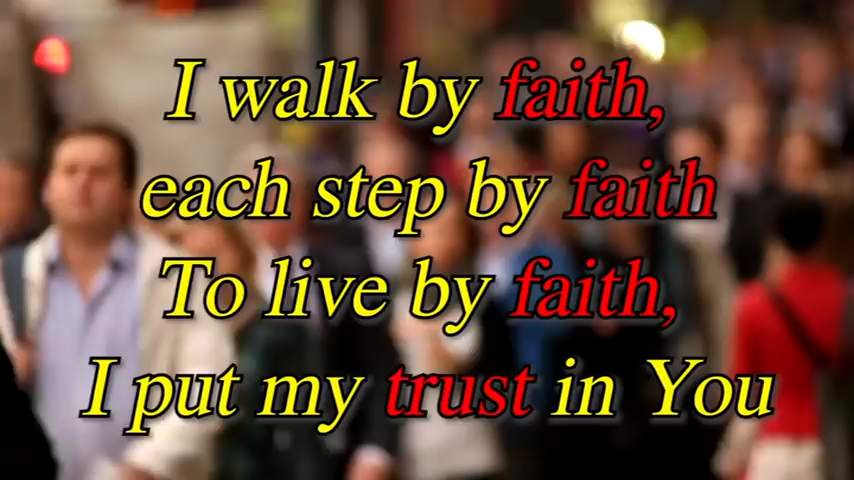 I walk by faith,
each step by faith
To live by faith,
I put my trust in You